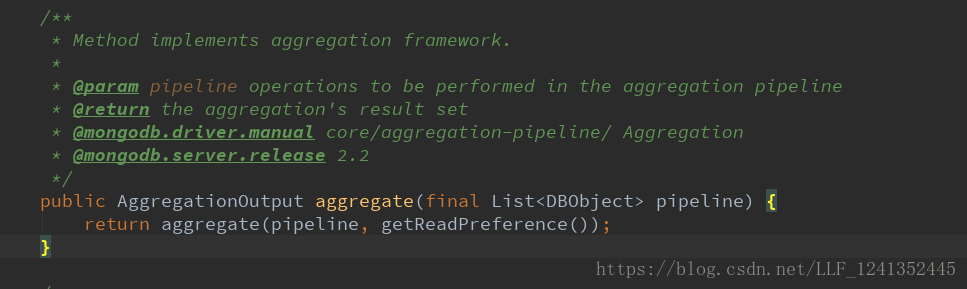 /**
* Method implements aggregation framework.
*
* @param pipeline operations to be performed in the aggregation pipeline
* @return the aggregation's result set
* @mongodb.driver.manual core/aggregation-pipeline/ Aggregation
* @mongodb.server.release 2.2
*/
public AggregationOutput aggregate(final List<DBObject> pipeline) {
return aggregate(pipeline, getReadPreference());
}
https://blog.csdn.net/LLF_1241352445